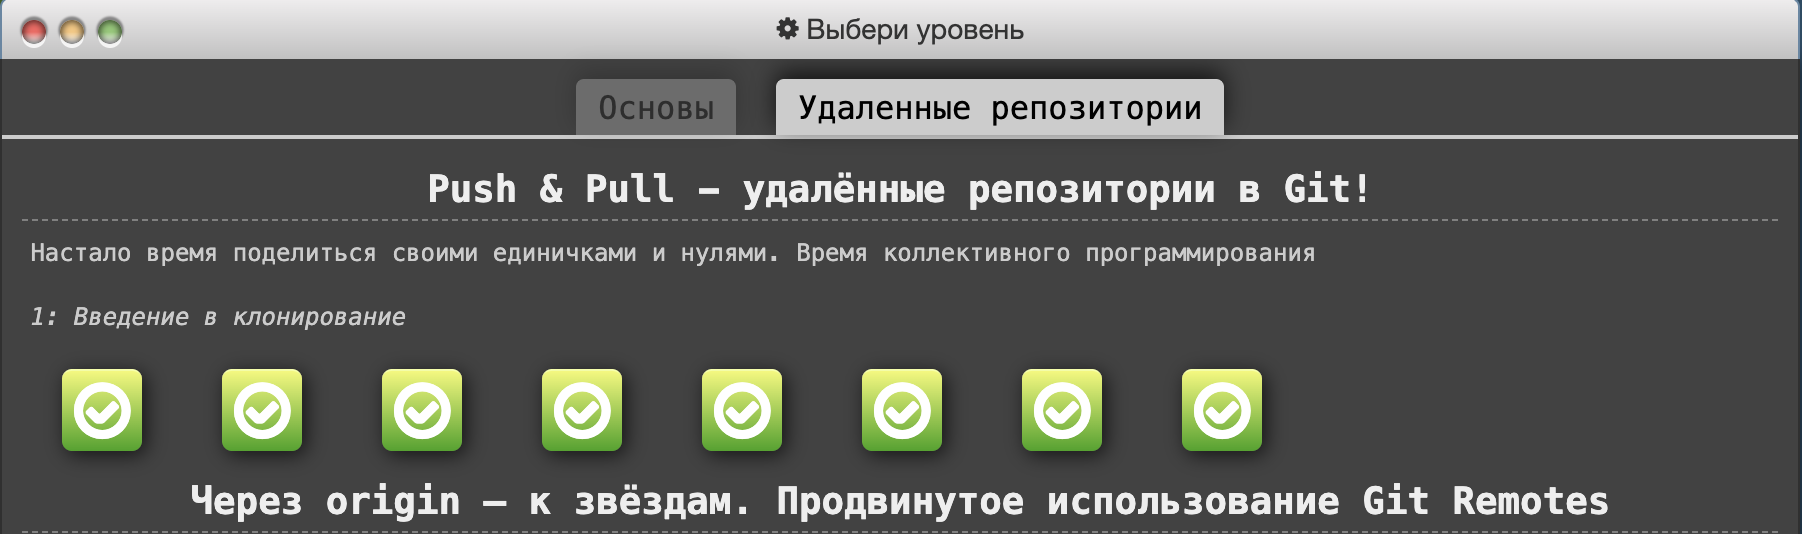 Выбери уровень
Основы
Удаленные репозитории
Push & Pull – удалённые репозитории в Git!
Настало время поделиться своими единичками и нулями. Время коллективного программирования
1: Введение в клонирование
Через origin – к звёздам. Продвинутое использование Git Remotes